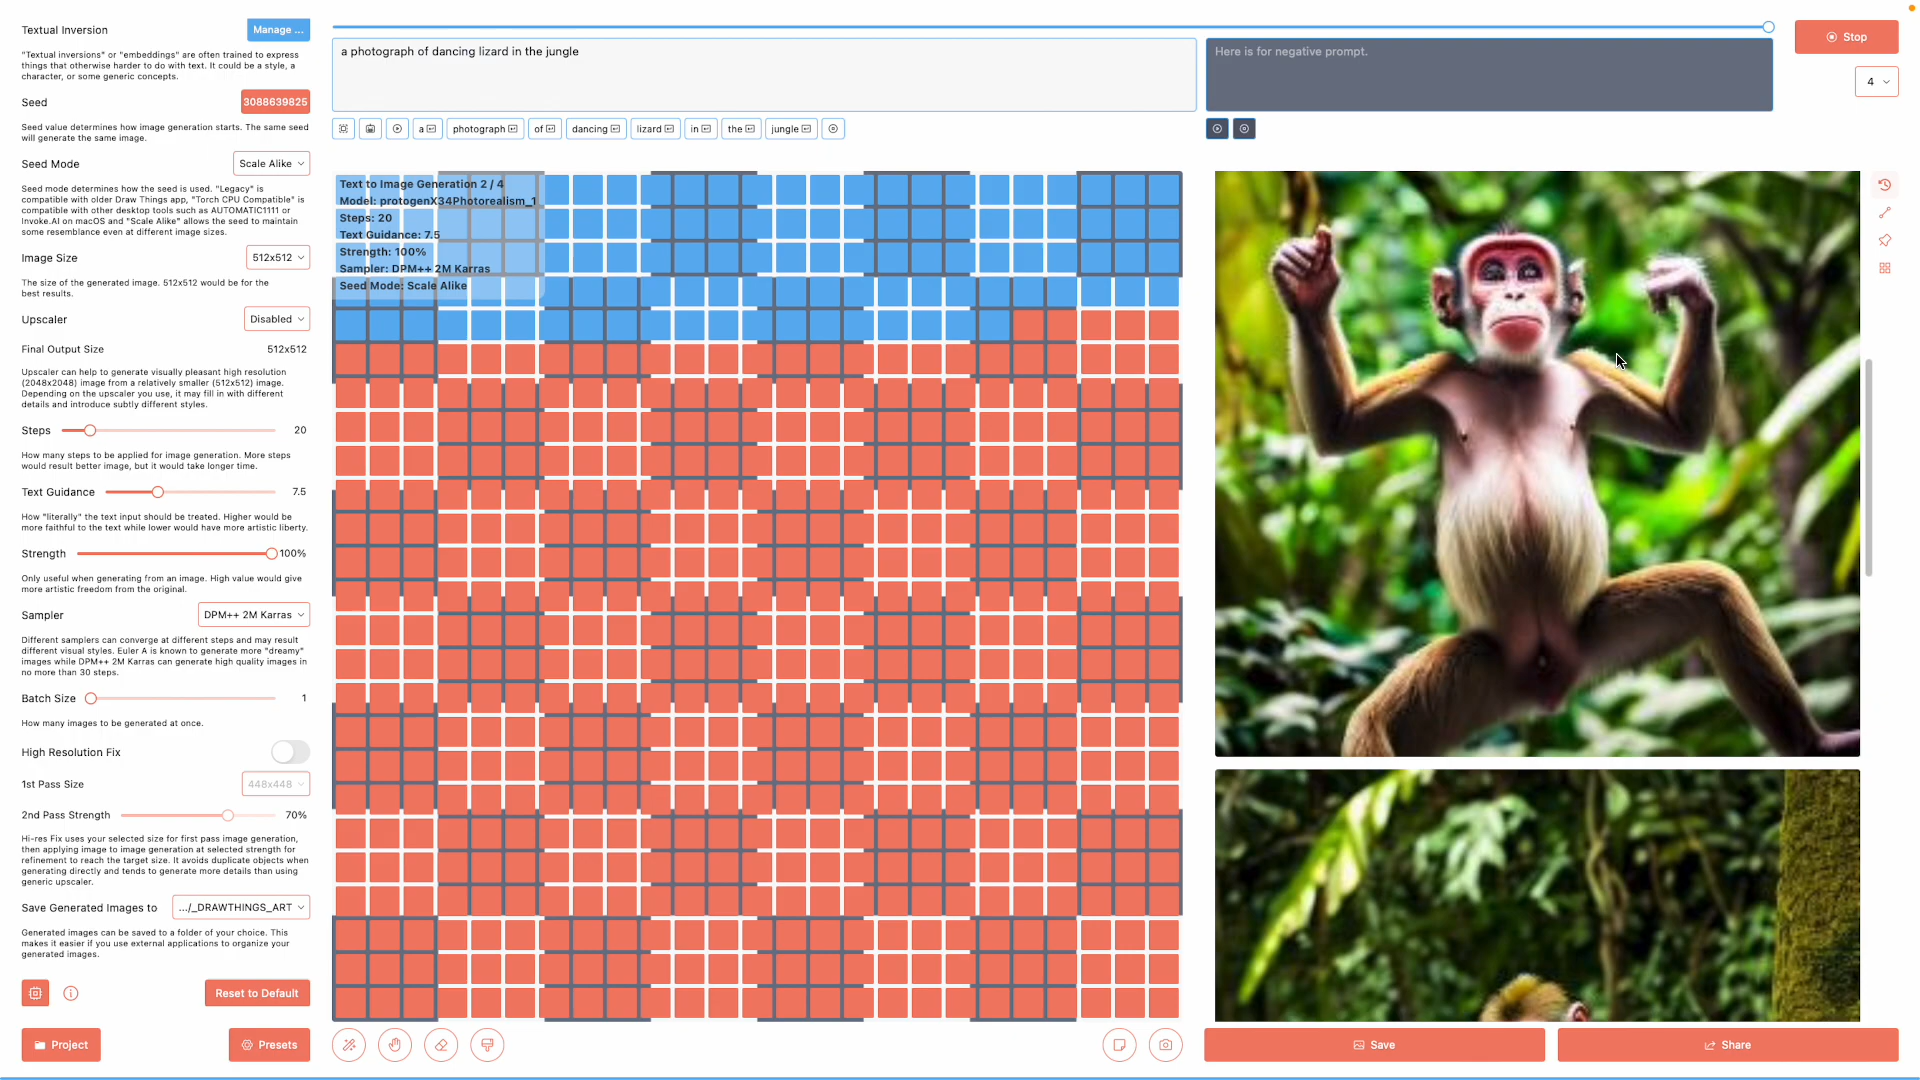 Textual Inversion
Manage ...
"Textual inversions" or "embeddings" are often trained to express
things that otherwise harder to do with text. It could be a style, a
character, or some generic concepts.
Seed
3088639825
Seed value determines how image generation starts. The same seed
will generate the same image.
Seed Mode
Scale Alike
Seed mode determines how the seed is used. "Legacy" is
compatible with older Draw Things app, "Torch CPU Compatible" is
compatible with other desktop tools such as AUTOMATIC1111 or
Invoke.AI on macOS and "Scale Alike" allows the seed to maintain
some resemblance even at different image sizes.
Image Size
512x512
The size of the generated image. 512x512 would be for the
best results.
Upscaler
Disabled
Final Output Size
512x512
Upscaler can help to generate visually pleasant high resolution
(2048x2048) image from a relatively smaller (512x512) image.
Depending on the upscaler you use, it may fill in with different
details and introduce subtly different styles.
Steps
20
How many steps to be applied for image generation. More steps
would result better image, but it would take longer time.
Text Guidance
7.5
How "literally" the text input should be treated. Higher would be
more faithful to the text while lower would have more artistic liberty.
Strength
100%
Only useful when generating from an image. High value would give
more artistic freedom from the original.
Sampler
DPM++ 2M Karras
Different samplers can converge at different steps and may result
different visual styles. Euler A is known to generate more "dreamy"
images while DPM++ 2M Karras can generate high quality images in
no more than 30 steps.
Batch Size
1
How many images to be generated at once.
High Resolution Fix
1st Pass Size
448x448
2nd Pass Strength
70%
Hi-res Fix uses your selected size for first pass image generation,
then applying image to image generation at selected strength for
refinement to reach the target size. It avoids duplicate objects when
generating directly and tends to generate more details than using
generic upscaler.
Save Generated Images to
.../_DRAWTHINGS_ART
Generated images can be saved to a folder of your choice. This
makes it easier if you use external applications to organize your
generated images.
Reset to Default
Project
Presets
a photograph of dancing lizard in the jungle
a
photograph
of
dancing
lizard
in
the
jungle
Text to Image Generation 2 / 4
Model: protogenX34Photorealism_1
Steps: 20
Text Guidance: 7.5
Strength: 100%
Sampler: DPM++ 2M Karras
Seed Mode: Scale Alike
Here is for negative prompt.
Stop
4
Save
Share